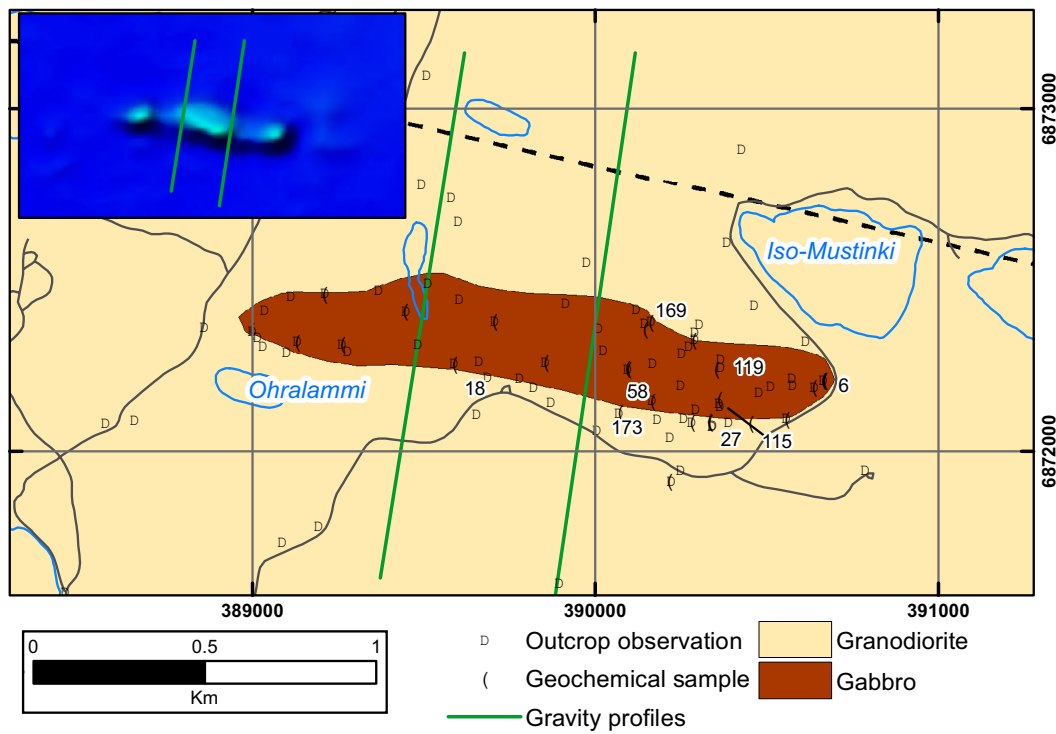 6873000
Iso-Mustinki
169
119
6
Ohralammi
18
58
173
27
115
6872000
389000
390000
391000
0
0.5
1
Km
D Outcrop observation
( Geochemical sample
Gravity profiles
Granodiorite
Gabbro